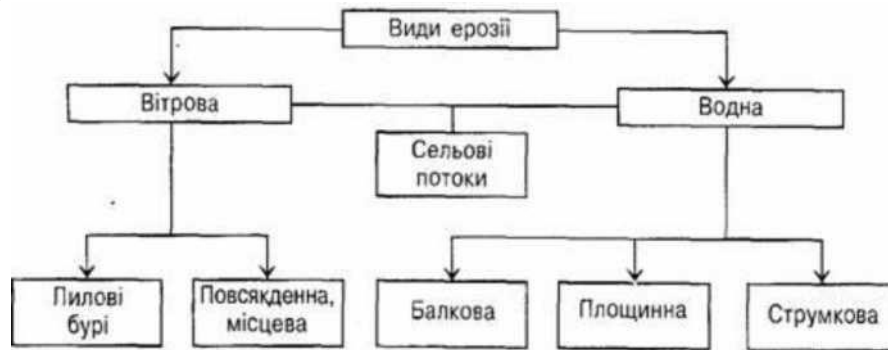 Види ерозії
Вітрова
Водна
Сельові
потоки
Пилові
бурі
Повсякденна,
місцева
Балкова
Площинна
Струмкова